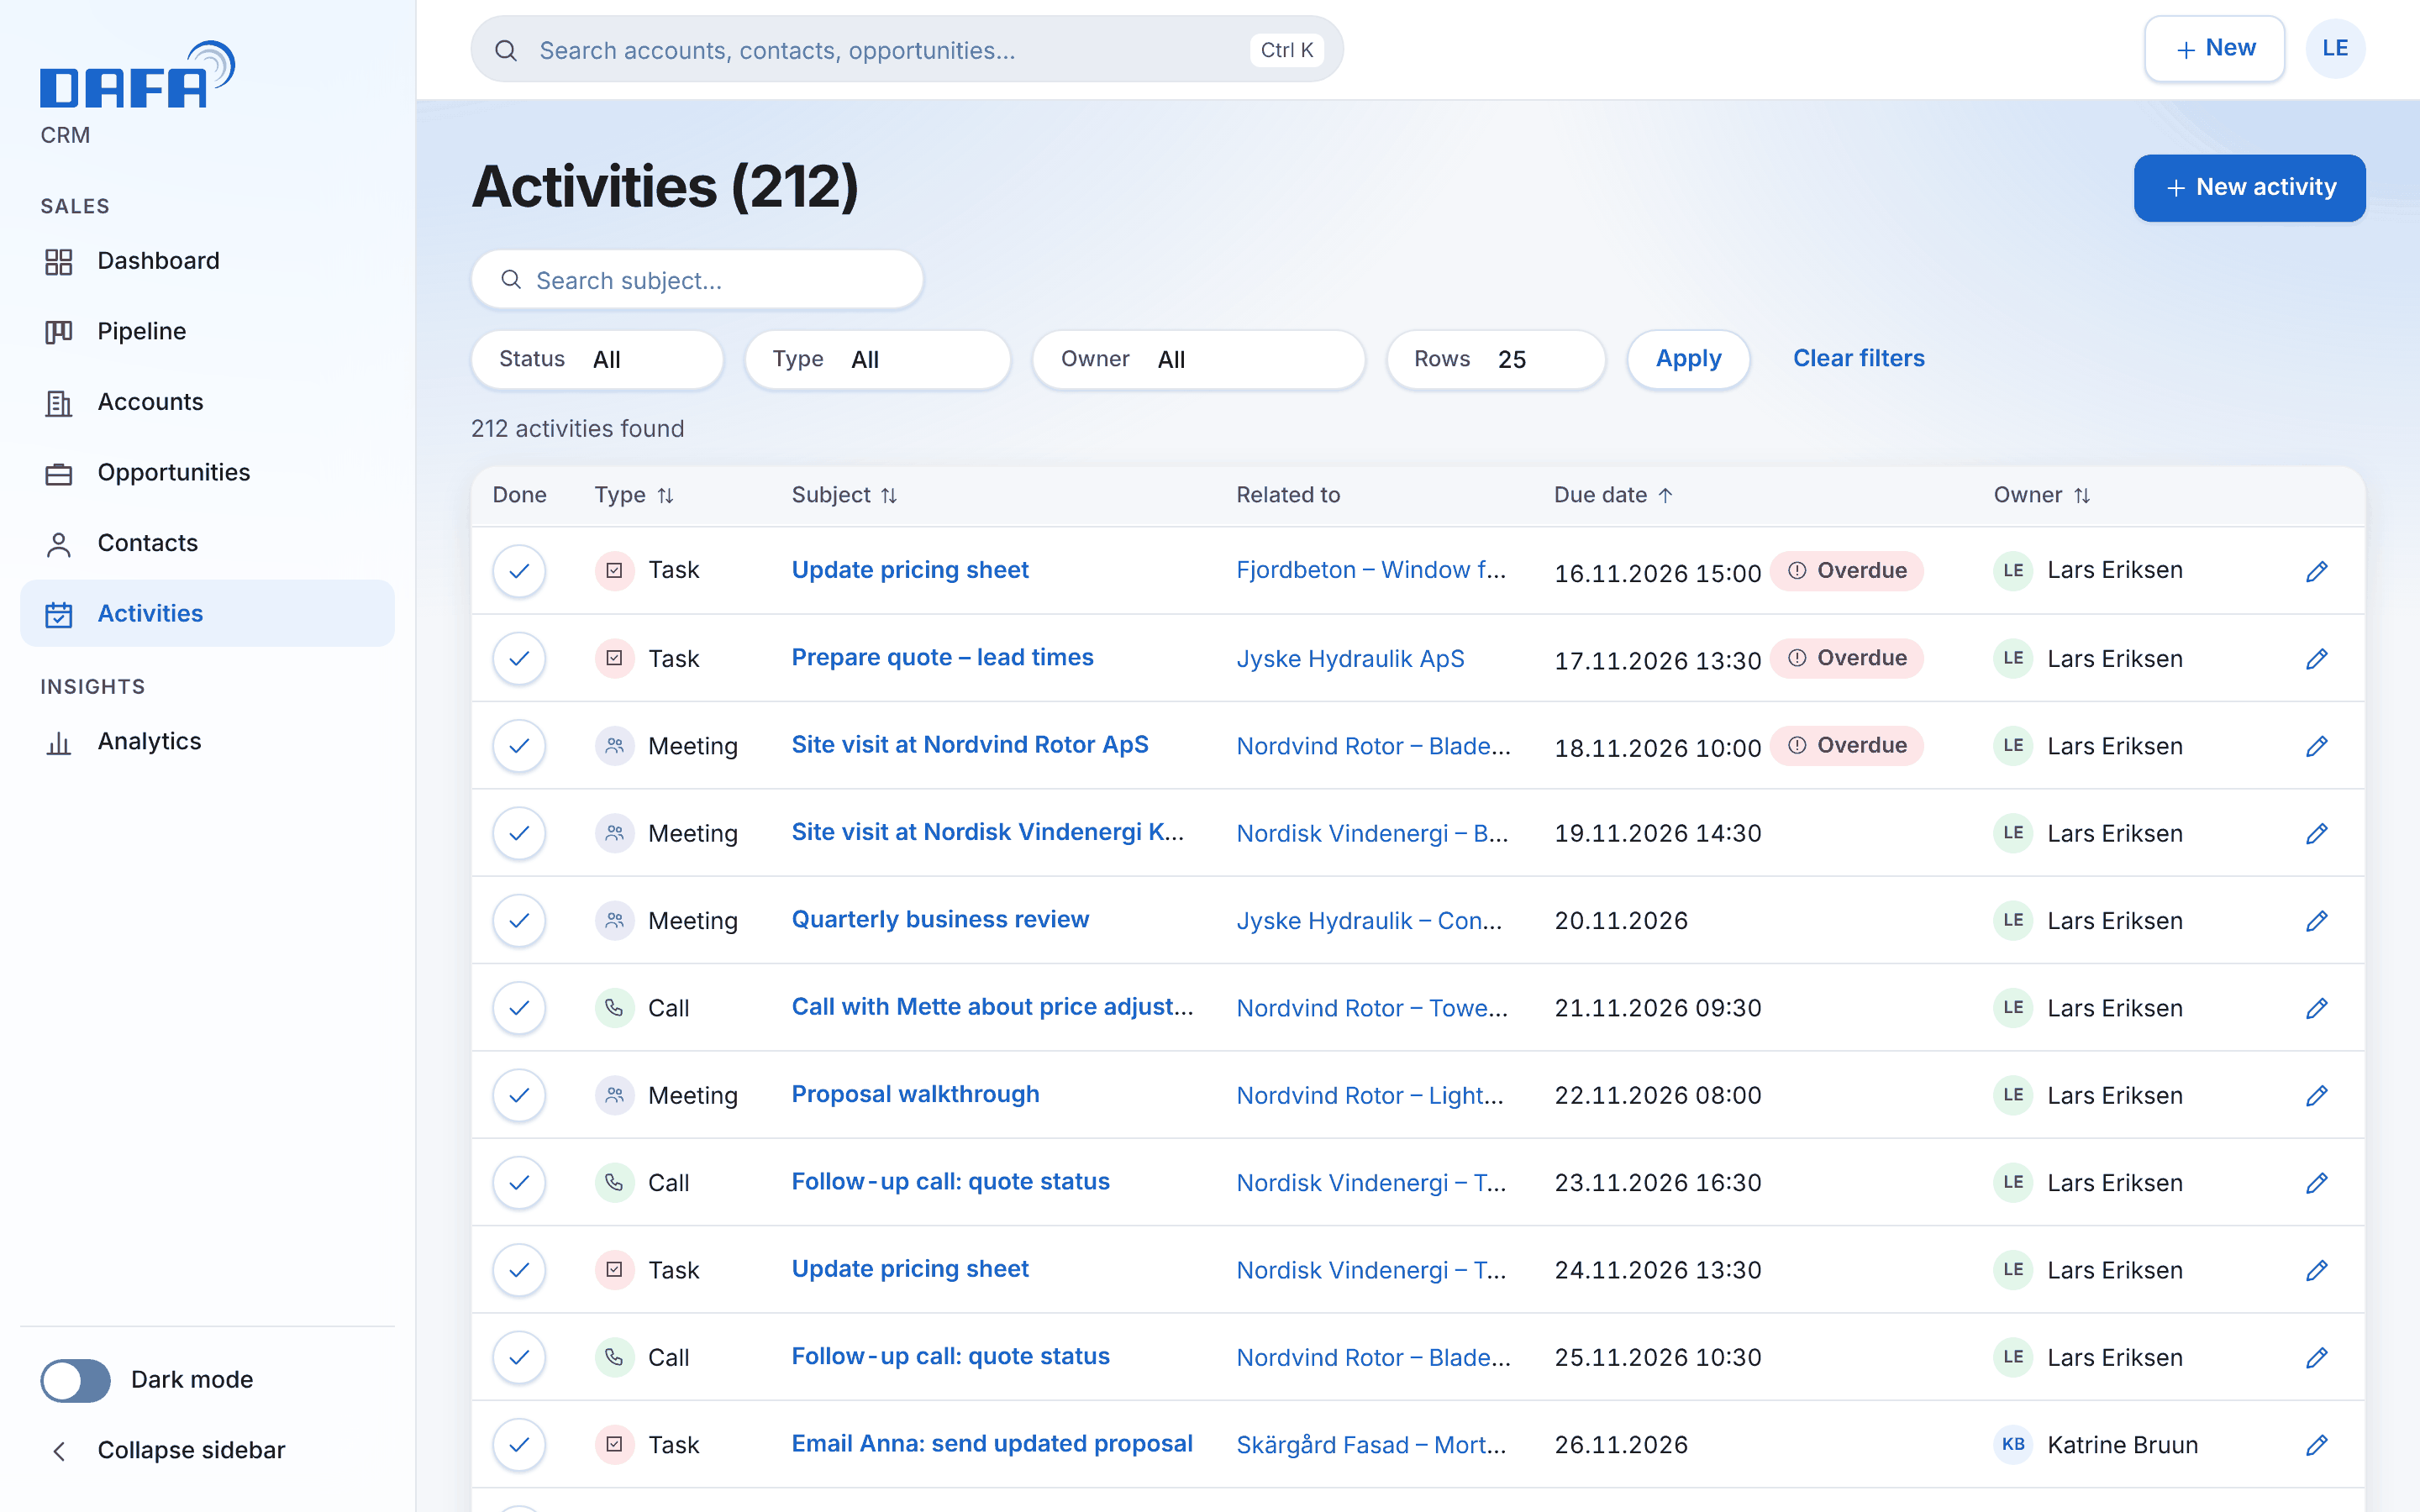 DAFA
CRM
Search accounts, contacts, opportunities... Ctrl K
+ New
LE
SALES
Dashboard
Pipeline
Accounts
Opportunities
Contacts
Activities
INSIGHTS
Analytics
Dark mode
Collapse sidebar
Activities (212)
+ New activity
Search subject...
Status All Type All Owner All Rows 25 Apply Clear filters
212 activities found
Done Type Subject Related to Due date Owner
Task Update pricing sheet Fjordbeton – Window f... 16.11.2026 15:00 Overdue LE Lars Eriksen
Task Prepare quote – lead times Jyske Hydraulik ApS 17.11.2026 13:30 Overdue LE Lars Eriksen
Meeting Site visit at Nordvind Rotor ApS Nordvind Rotor – Blade... 18.11.2026 10:00 Overdue LE Lars Eriksen
Meeting Site visit at Nordisk Vindenergi K... Nordisk Vindenergi – B... 19.11.2026 14:30 LE Lars Eriksen
Meeting Quarterly business review Jyske Hydraulik – Con... 20.11.2026 LE Lars Eriksen
Call Call with Mette about price adjust... Nordvind Rotor – Towe... 21.11.2026 09:30 LE Lars Eriksen
Meeting Proposal walkthrough Nordvind Rotor – Light... 22.11.2026 08:00 LE Lars Eriksen
Call Follow-up call: quote status Nordisk Vindenergi – T... 23.11.2026 16:30 LE Lars Eriksen
Task Update pricing sheet Nordisk Vindenergi – T... 24.11.2026 13:30 LE Lars Eriksen
Call Follow-up call: quote status Nordvind Rotor – Blade... 25.11.2026 10:30 LE Lars Eriksen
Task Email Anna: send updated proposal Skärgård Fasad – Mort... 26.11.2026 KB Katrine Bruun